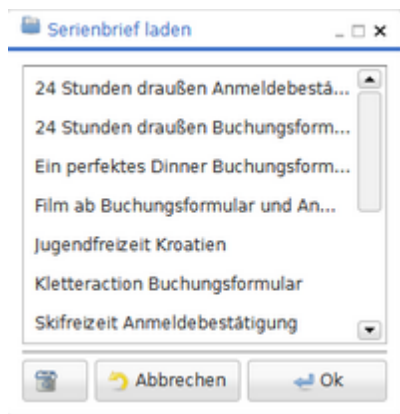 Serienbrief laden
24 Stunden draußen Anmeldebestä...
24 Stunden draußen Buchungsform...
Ein perfektes Dinner Buchungsform...
Film ab Buchungsformular und An...
Jugendfreizeit Kroatien
Kletteraction Buchungsformular
Skifreizeit Anmeldebestätigung
Abbrechen Ok